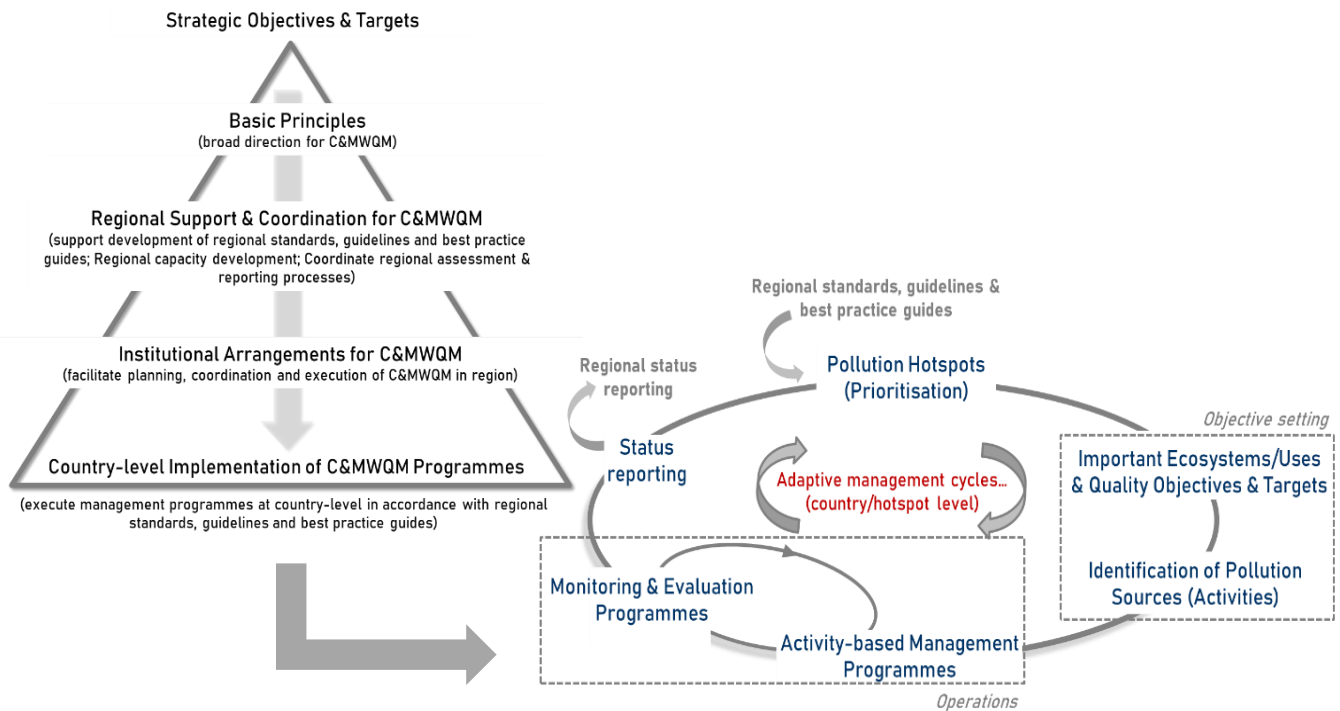 Strategic Objectives & Targets
Basic Principles
(broad direction for C&MWQM)
Regional Support & Coordination for C&MWQM
(support development of regional standards, guidelines and best practice
guides; Regional capacity development; Coordinate regional assessment &
reporting processes)
Institutional Arrangements for C&MWQM
(facilitate planning, coordination and execution of C&MWQM in region)
Country-level Implementation of C&MWQM Programmes
(execute management programmes at country-level in accordance with regional
standards, guidelines and best practice guides)
Regional standards, guidelines &
best practice guides
Regional status
reporting
Pollution Hotspots
(Prioritisation)
Objective setting
Important Ecosystems/Uses
& Quality Objectives & Targets
Identification of Pollution
Sources (Activities)
Status
reporting
Adaptive management cycles...
(country/hotspot level)
Monitoring & Evaluation
Programmes
Activity-based Management
Programmes
Operations